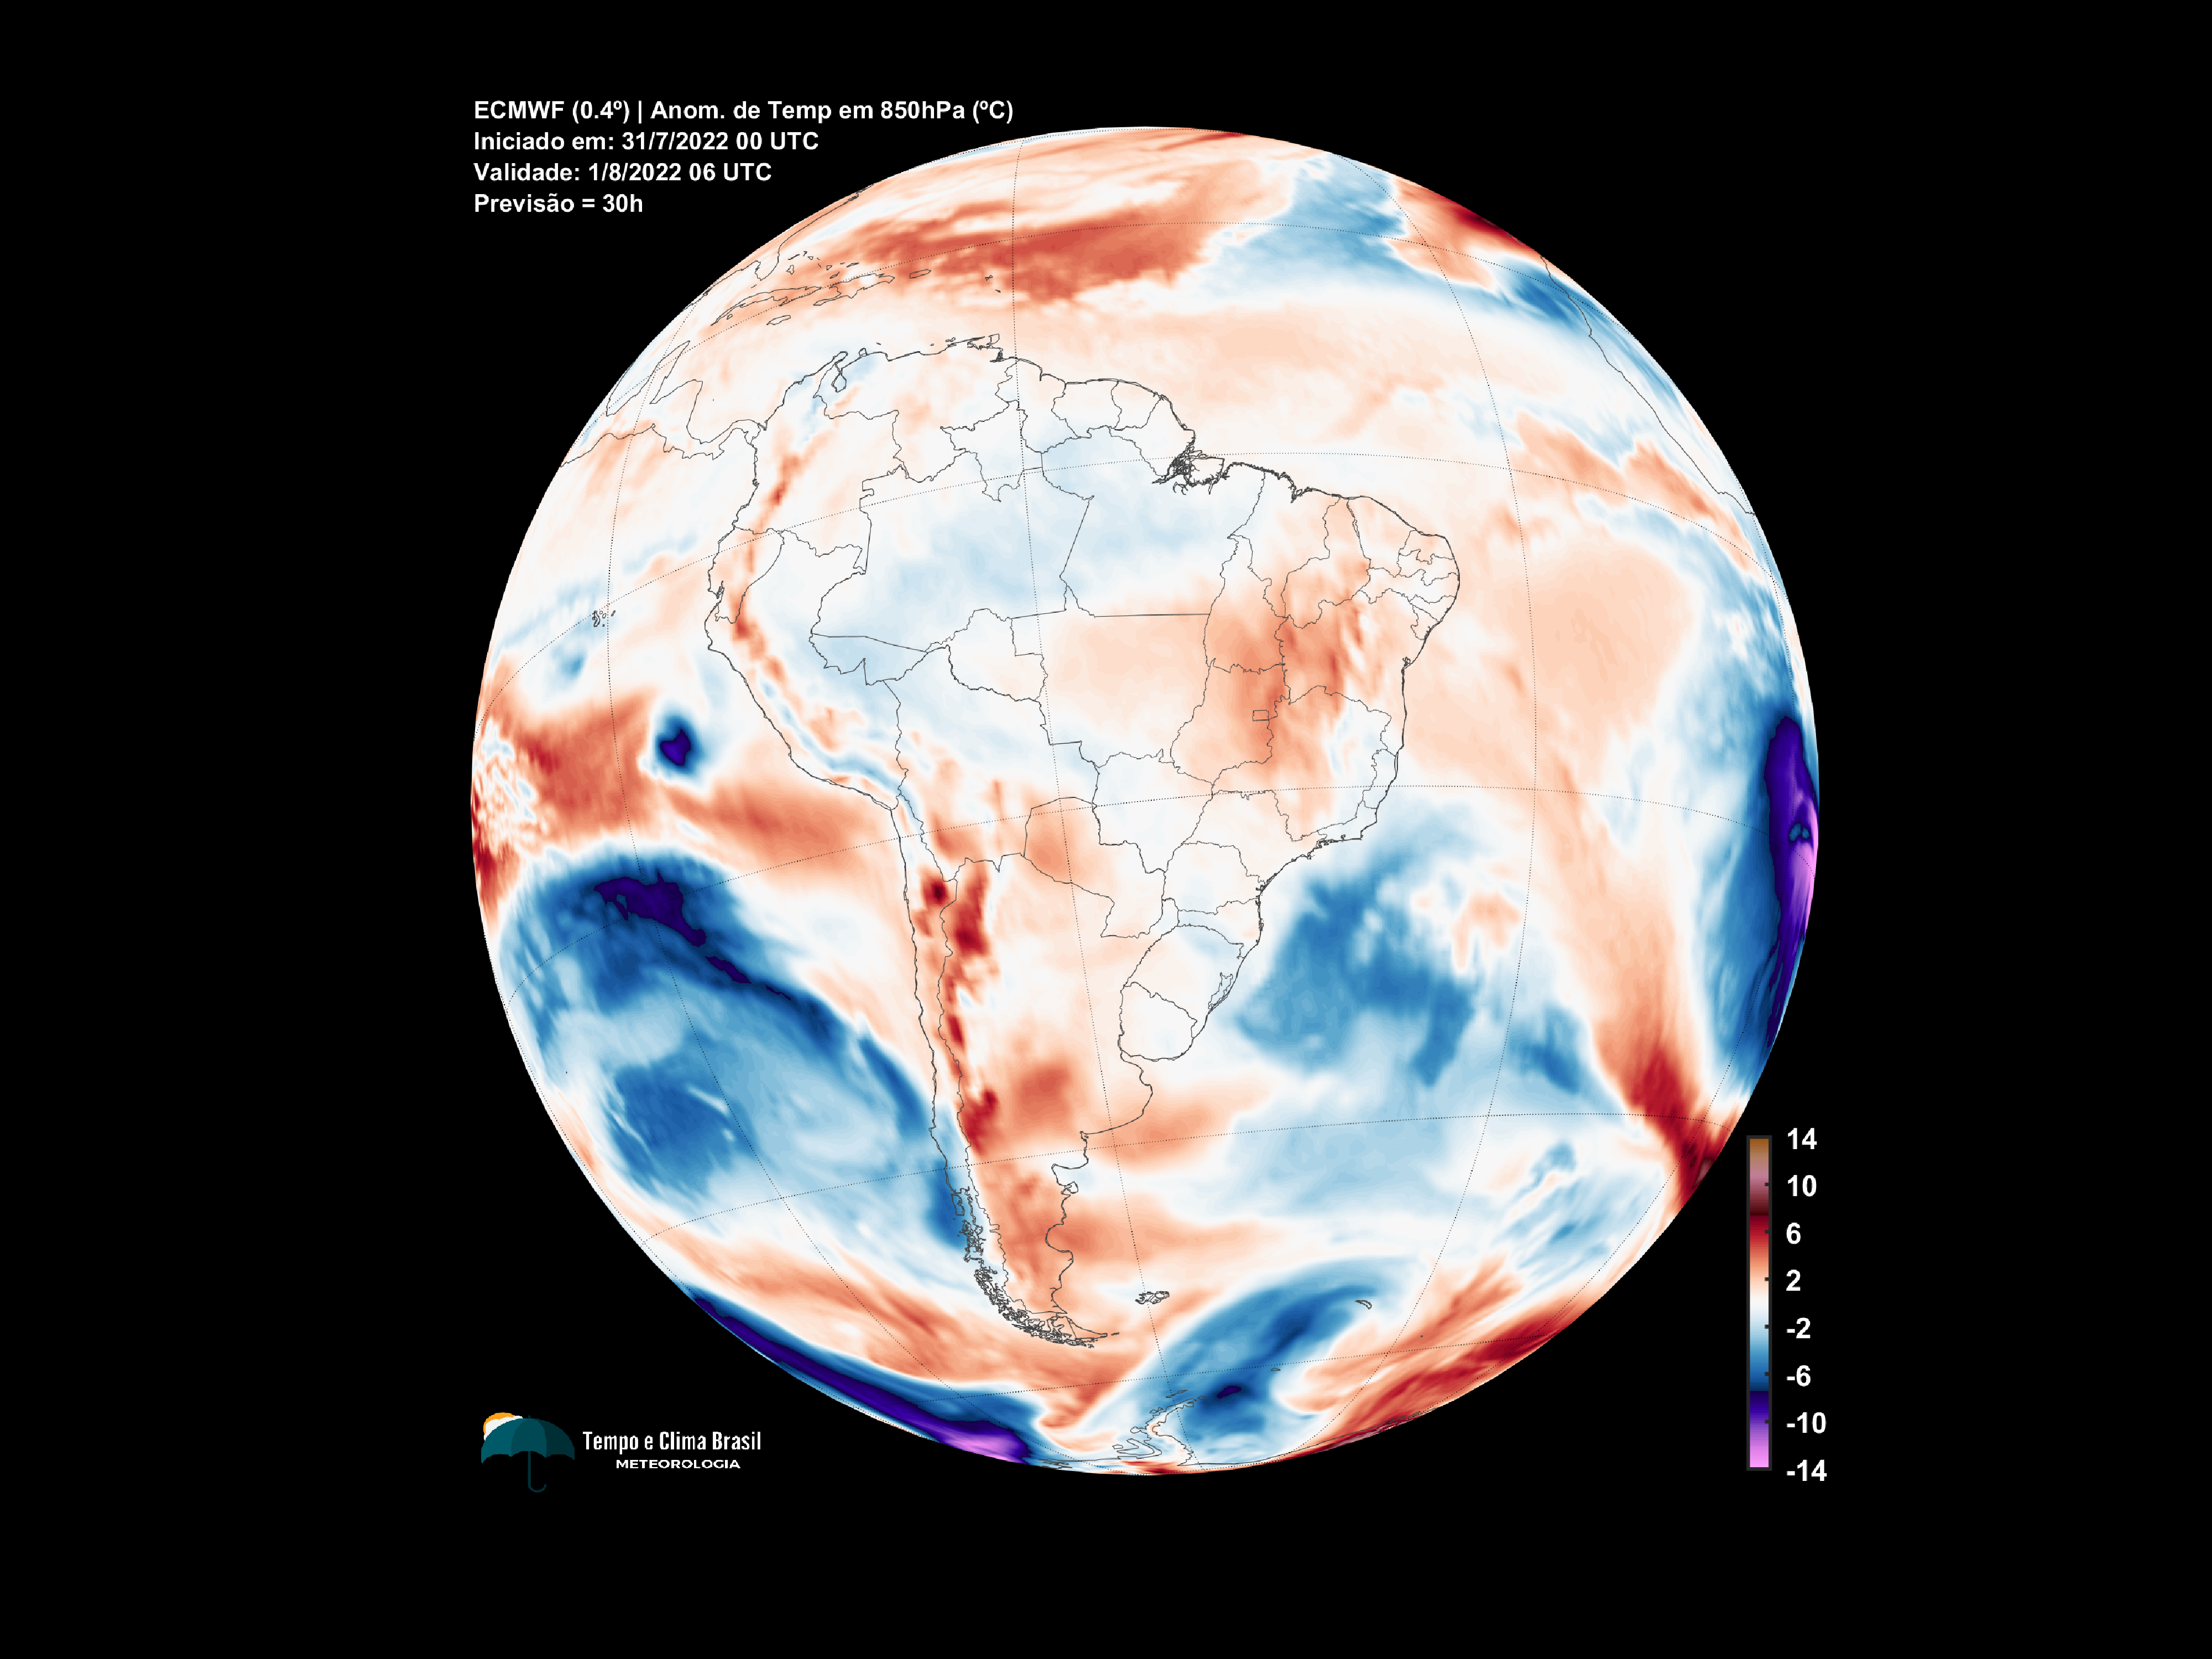 ECMWF (0.4º) | Anom. de Temp em 850hPa (ºC)
Iniciado em: 31/7/2022 00 UTC
Validade: 1/8/2022 06 UTC
Previsão = 30h
14
10
6
2
-2
-6
-10
-14
Tempo e Clima Brasil
METEOROLOGIA